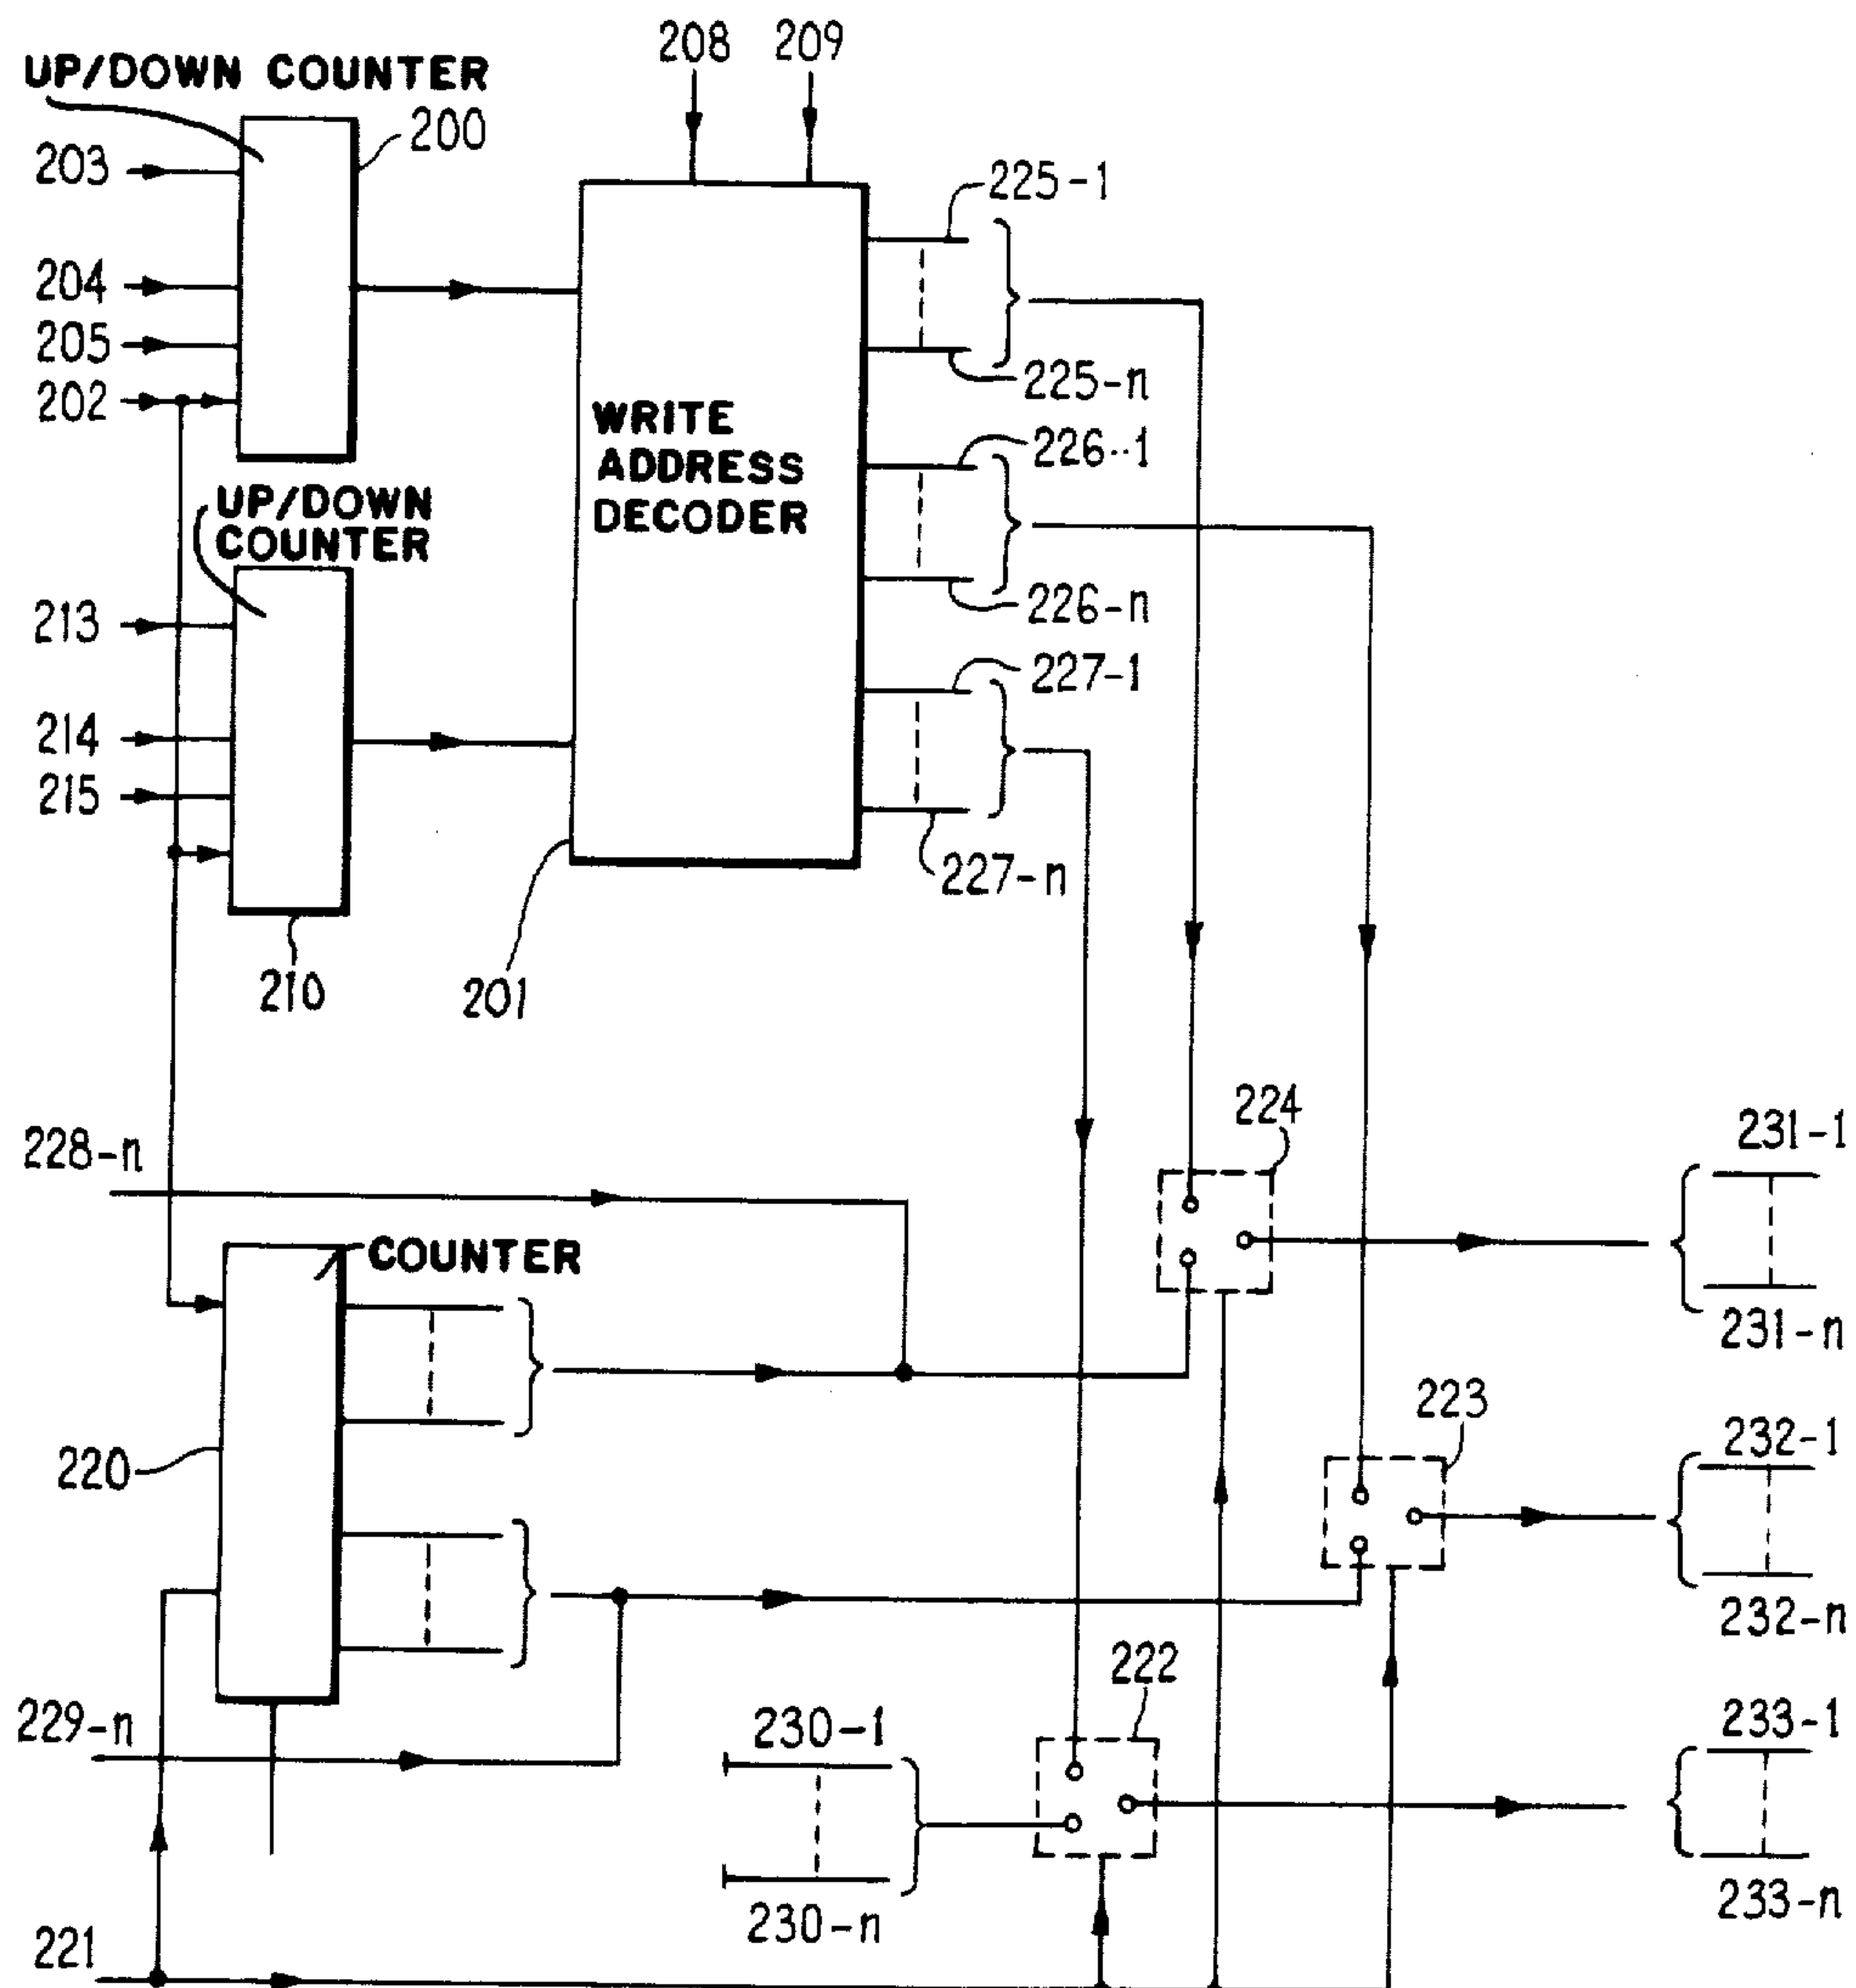 208 209
UP/DOWN COUNTER
200
203
225-1
204
205
225-n
202
WRITE
ADDRESS
DECODER
226-1
UP/DOWN
COUNTER
226-n
213
227-1
214
215
227-n
210
201
224
231-1
228-n
COUNTER
231-n
223
232-1
220
232-n
222
229-n
230-1
233-1
230-n
233-n
221